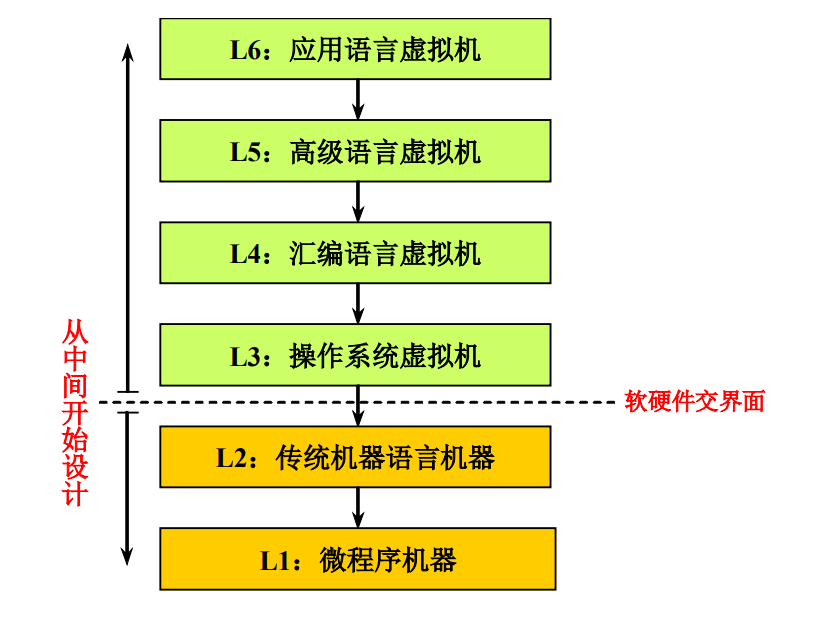 L6：应用语言虚拟机
L5：高级语言虚拟机
L4：汇编语言虚拟机
L3：操作系统虚拟机
从中间开始设计
软硬件交界面
L2：传统机器语言机器
L1：微程序机器